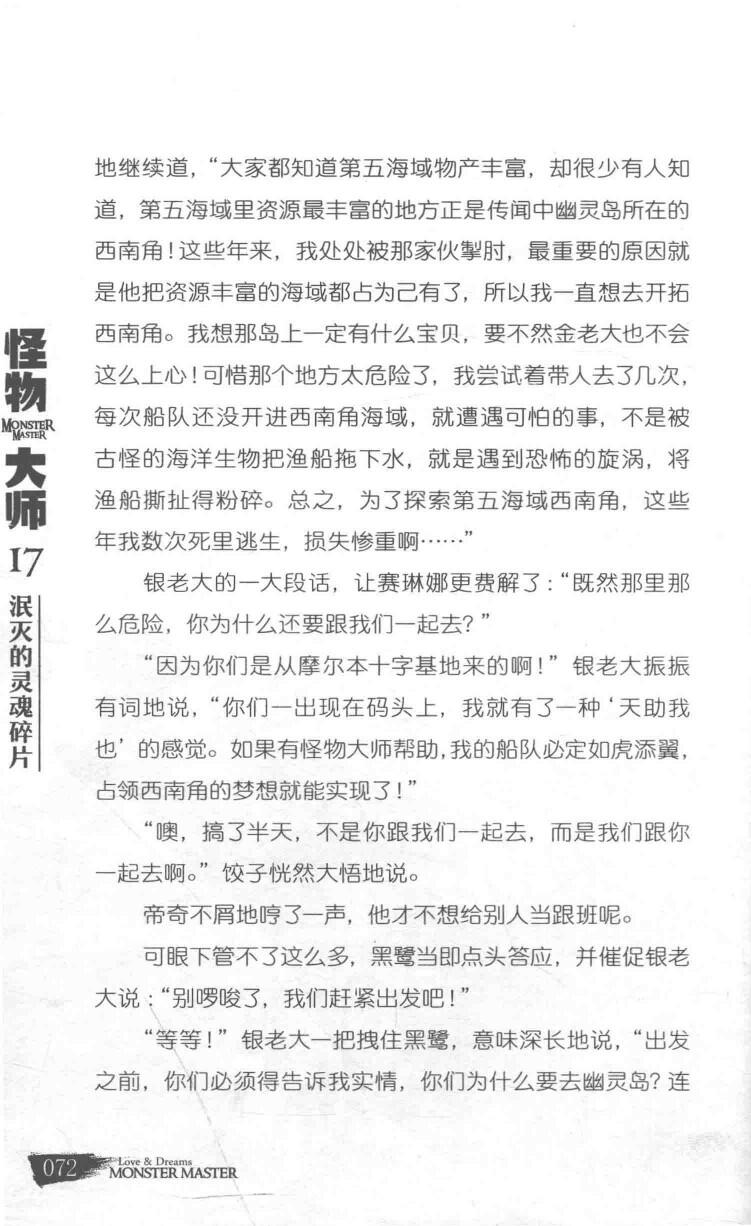 地继续道，“大家都知道第五海域物产丰富，却很少有人知
道，第五海域里资源最丰富的地方正是传闻中幽灵岛所在的
西南角！这些年来，我处处被那家伙掣肘，最重要的原因就
是他把资源丰富的海域都占为己有了，所以我一直想去开拓
西南角。我想那岛上一定有什么宝贝，要不然金老大也不会
这么上心！可惜那个地方太危险了，我尝试着带人去了几次，
每次船队还没开进西南角海域，就遭遇可怕的事，不是被
古怪的海洋生物把渔船拖下水，就是遇到恐怖的旋涡，将
渔船撕扯得粉碎。总之，为了探索第五海域西南角，这些
年我数次死里逃生，损失惨重啊……”
银老大的一大段话，让赛琳娜更费解了：“既然那里那
么危险，你为什么还要跟我们一起去？”
“因为你们是从摩尔本十字基地来的啊！”银老大振振
有词地说，“你们一出现在码头上，我就有了一种‘天助我
也’的感觉。如果有怪物大师帮助，我的船队必定如虎添翼，
占领西南角的梦想就能实现了！”
“噢，搞了半天，不是你跟我们一起去，而是我们跟你
一起去啊。”饺子恍然大悟地说。
帝奇不屑地哼了一声，他才不想给别人当跟班呢。
可眼下管不了这么多，黑鹭当即点头答应，并催促银老
大说：“别啰唆了，我们赶紧出发吧！”
“等等！”银老大一把拽住黑鹭，意味深长地说，“出发
之前，你们必须得告诉我实情，你们为什么要去幽灵岛？连
怪物
MONSTER
MASTER
大师
17
泯灭的灵魂碎片
072
Love & Dreams
MONSTER MASTER